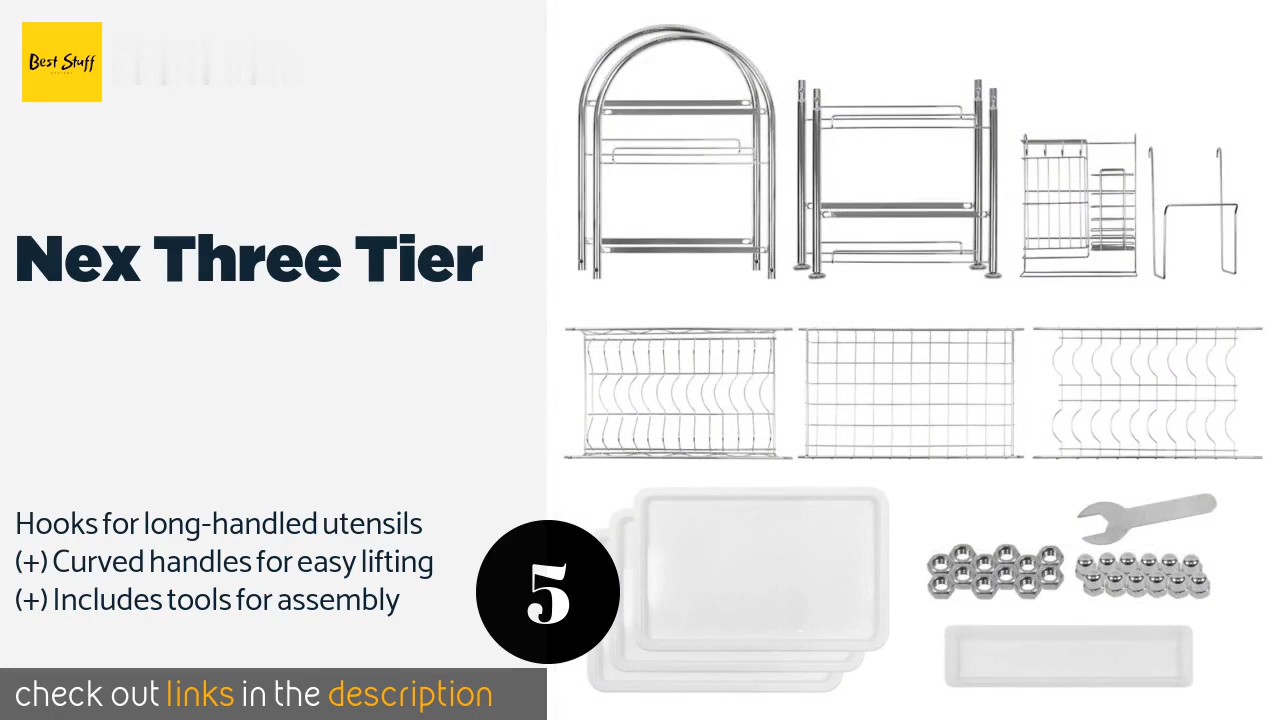 Best Stuff
Nex Three Tier
Hooks for long-handled utensils
(+) Curved handles for easy lifting
(+) Includes tools for assembly
5
check out links in the description